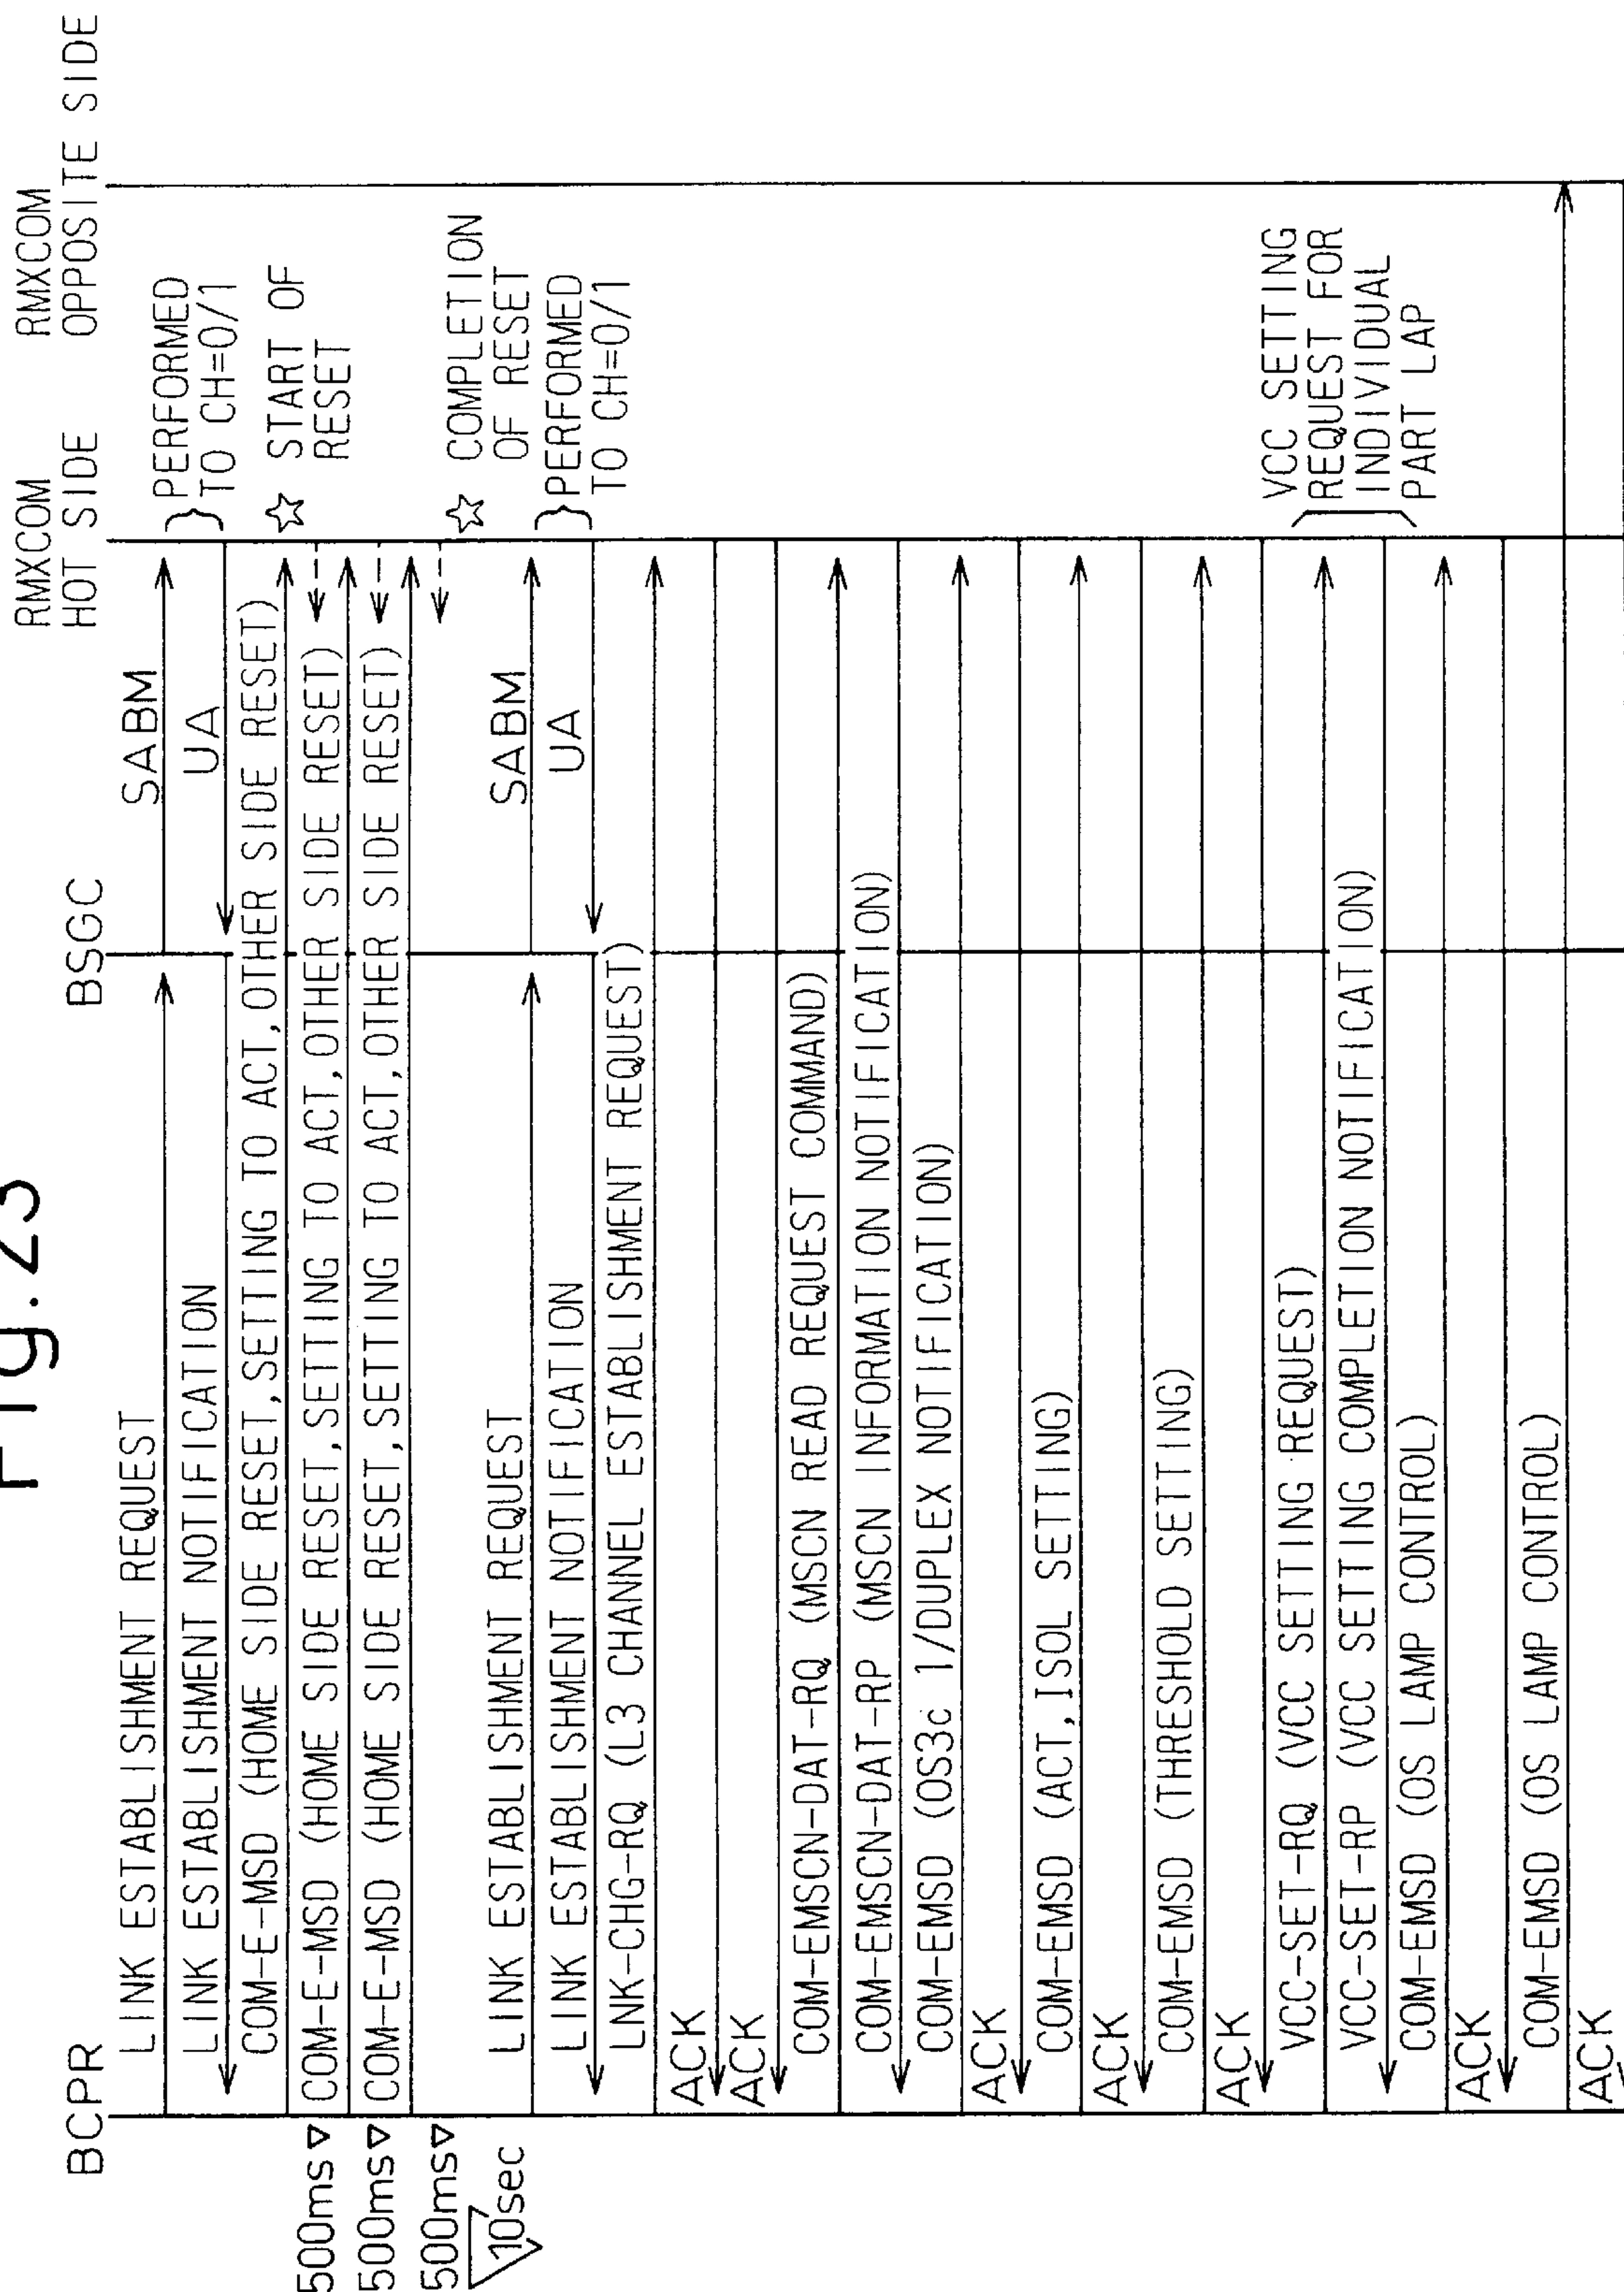 Fig.23
BCPR
BSGC
RMXCOM
HOT SIDE
RMXCOM
OPPOSITE SIDE
LINK ESTABLISHMENT REQUEST
SABM
PERFORMED
TO CH=0/1
LINK ESTABLISHMENT NOTIFICATION
UA
COM-E-MSD (HOME SIDE RESET,SETTING TO ACT,OTHER SIDE RESET)
☆ START OF
RESET
500ms
COM-E-MSD (HOME SIDE RESET,SETTING TO ACT,OTHER SIDE RESET)
500ms
COM-E-MSD (HOME SIDE RESET,SETTING TO ACT,OTHER SIDE RESET)
500ms
10sec
☆ COMPLETION
OF RESET
LINK ESTABLISHMENT REQUEST
SABM
PERFORMED
TO CH=0/1
LINK ESTABLISHMENT NOTIFICATION
UA
LNK-CHG-RQ (L3 CHANNEL ESTABLISHMENT REQUEST)
ACK
ACK
COM-EMSCN-DAT-RQ (MSCN READ REQUEST COMMAND)
COM-EMSCN-DAT-RP (MSCN INFORMATION NOTIFICATION)
COM-EMSD (OS3c 1/DUPLEX NOTIFICATION)
ACK
COM-EMSD (ACT,ISOL SETTING)
ACK
COM-EMSD (THRESHOLD SETTING)
ACK
VCC-SET-RQ (VCC SETTING REQUEST)
VCC-SET-RP (VCC SETTING COMPLETION NOTIFICATION)
VCC SETTING
REQUEST FOR
INDIVIDUAL
PART LAP
COM-EMSD (OS LAMP CONTROL)
ACK
COM-EMSD (OS LAMP CONTROL)
ACK